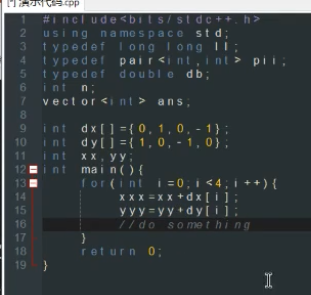 [*] 演示代码.cpp
1 #include<bits/stdc++.h>
2 using namespace std;
3 typedef long long ll;
4 typedef pair<int,int> pii;
5 typedef double db;
6 int n;
7 vector<int> ans;
8
9 int dx[]={0,1,0,-1};
10 int dy[]={1,0,-1,0};
11 int xx,yy;
12 int main(){
13 for(int i=0;i<4;i++){
14 xxx=xx+dx[i];
15 yyy=yy+dy[i];
16 //do something
17 }
18 return 0;
19 }